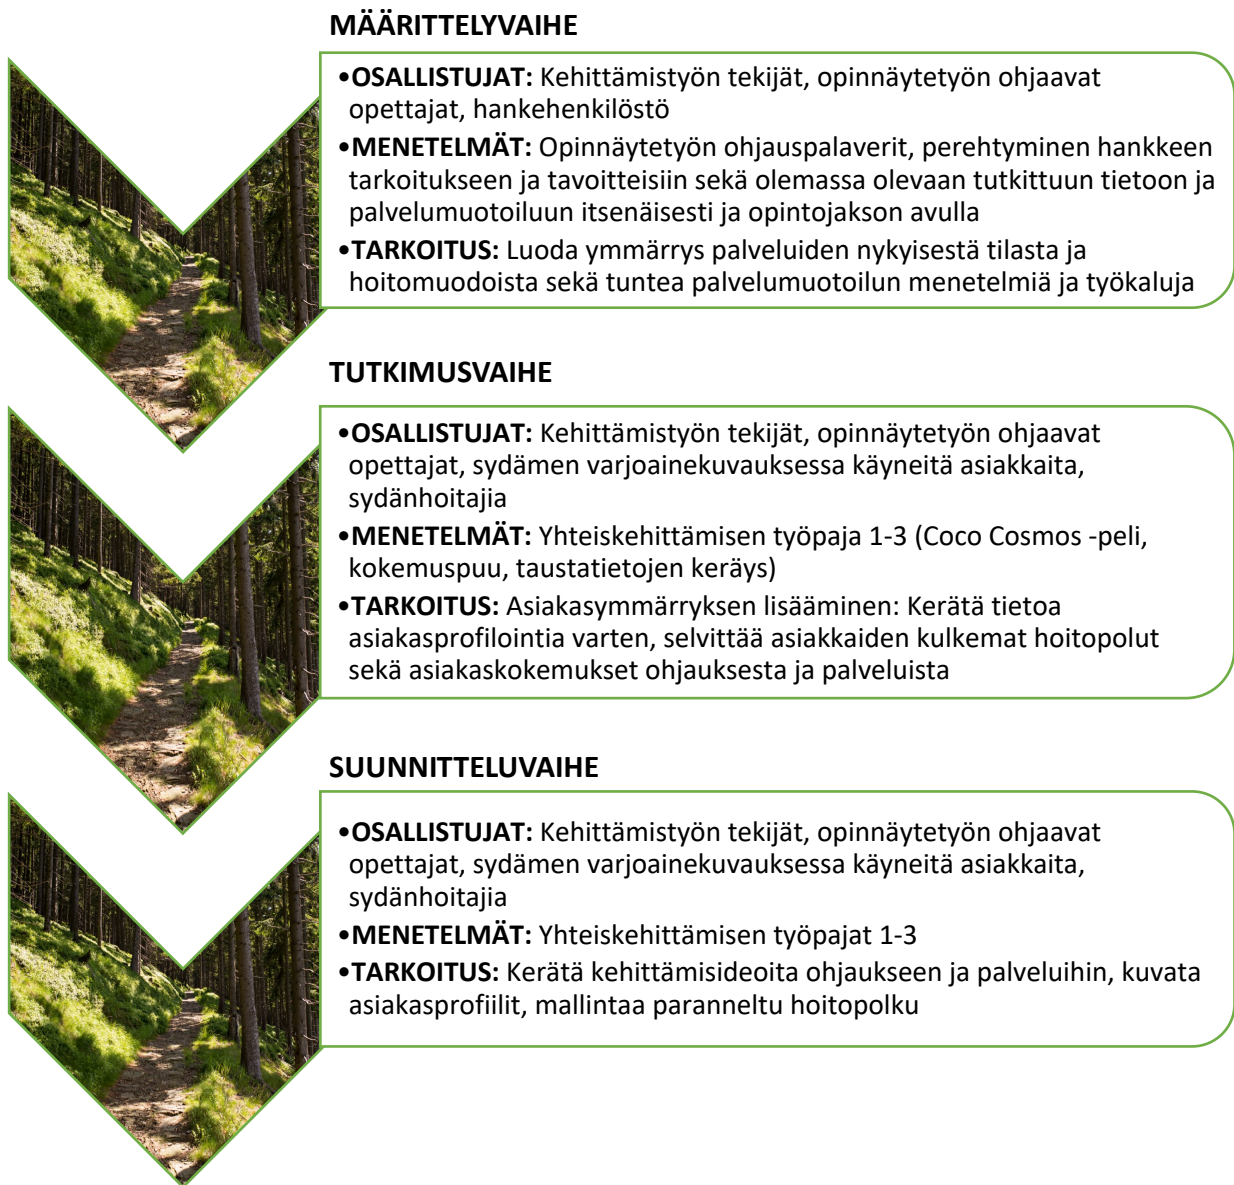 MÄÄRITTELYVAIHE
•OSALLISTUJAT: Kehittämistyön tekijät, opinnäytetyön ohjaavat
opettajat, hankehenkilöstö
•MENETELMÄT: Opinnäytetyön ohjauspalaverit, perehtyminen hankkeen
tarkoitukseen ja tavoitteisiin sekä olemassa olevaan tutkittuun tietoon ja
palvelumuotoiluun itsenäisesti ja opintojakson avulla
•TARKOITUS: Luoda ymmärrys palveluiden nykyisestä tilasta ja
hoitomuodoista sekä tuntea palvelumuotoilun menetelmiä ja työkaluja
TUTKIMUSVAIHE
•OSALLISTUJAT: Kehittämistyön tekijät, opinnäytetyön ohjaavat
opettajat, sydämen varjoainekuvauksessa käyneitä asiakkaita,
sydänhoitajia
•MENETELMÄT: Yhteiskehittämisen työpaja 1-3 (Coco Cosmos -peli,
kokemuspuu, taustatietojen keräys)
•TARKOITUS: Asiakasymmärryksen lisääminen: Kerätä tietoa
asiakasprofilointia varten, selvittää asiakkaiden kulkemat hoitopolut
sekä asiakaskokemukset ohjauksesta ja palveluista
SUUNNITTELUVAIHE
•OSALLISTUJAT: Kehittämistyön tekijät, opinnäytetyön ohjaavat
opettajat, sydämen varjoainekuvauksessa käyneitä asiakkaita,
sydänhoitajia
•MENETELMÄT: Yhteiskehittämisen työpajat 1-3
•TARKOITUS: Kerätä kehittämisideoita ohjaukseen ja palveluihin, kuvata
asiakasprofiilit, mallintaa paranneltu hoitopolku